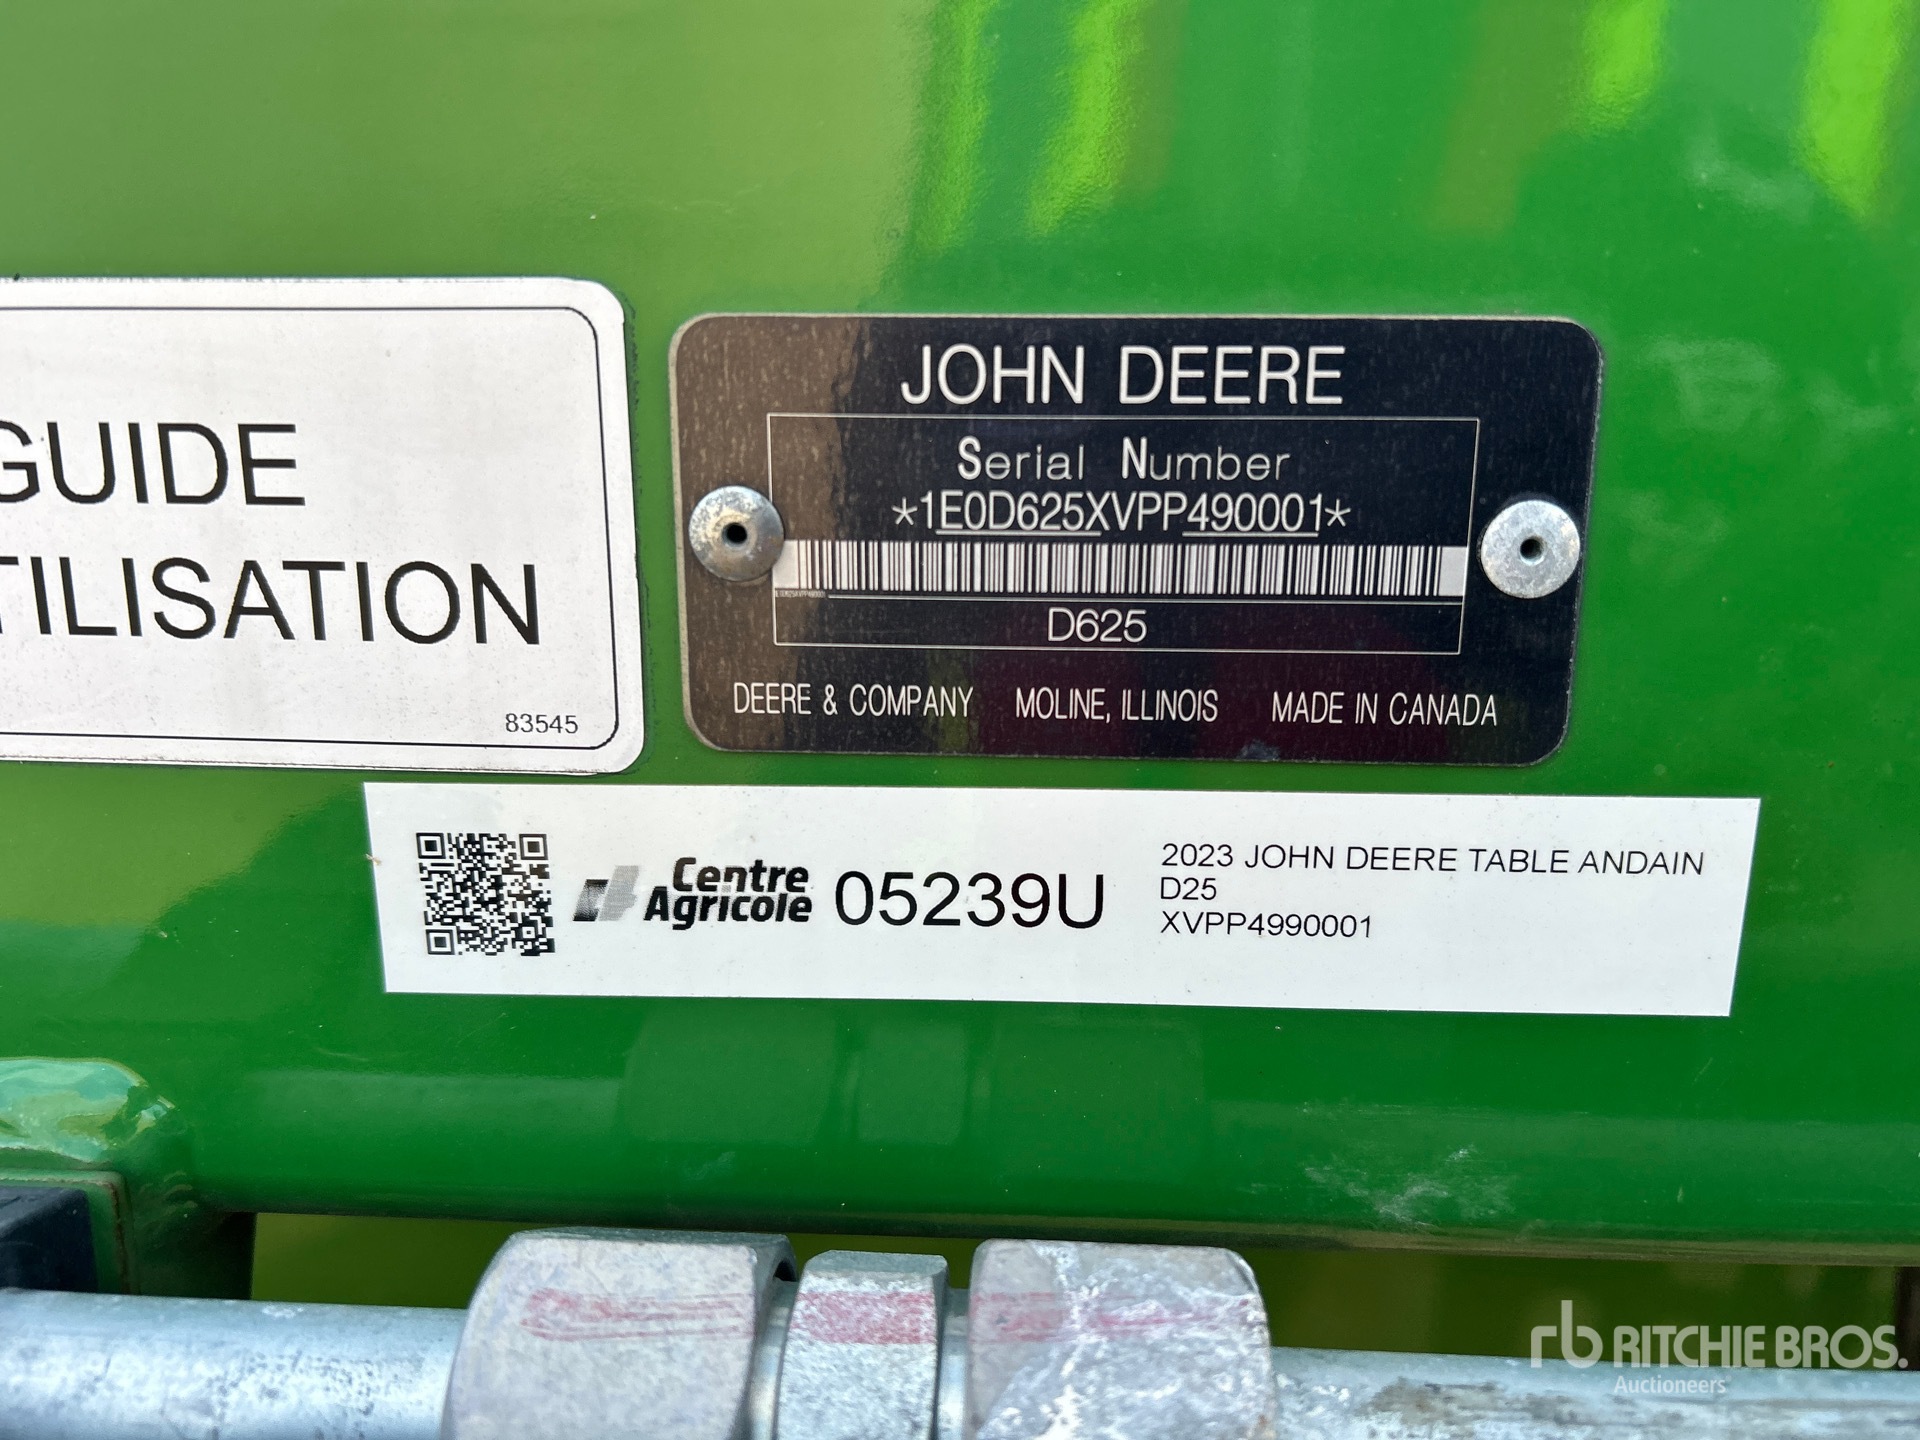 GUIDE
TILISATION
83545
JOHN DEERE
Serial Number
*1E0D625XVPP490001*
D625
DEERE & COMPANY MOLINE, ILLINOIS MADE IN CANADA
Centre
Agricole
05239U
2023 JOHN DEERE TABLE ANDAIN
D25
XVPP4990001
rb RITCHIE BROS.
Auctioneers